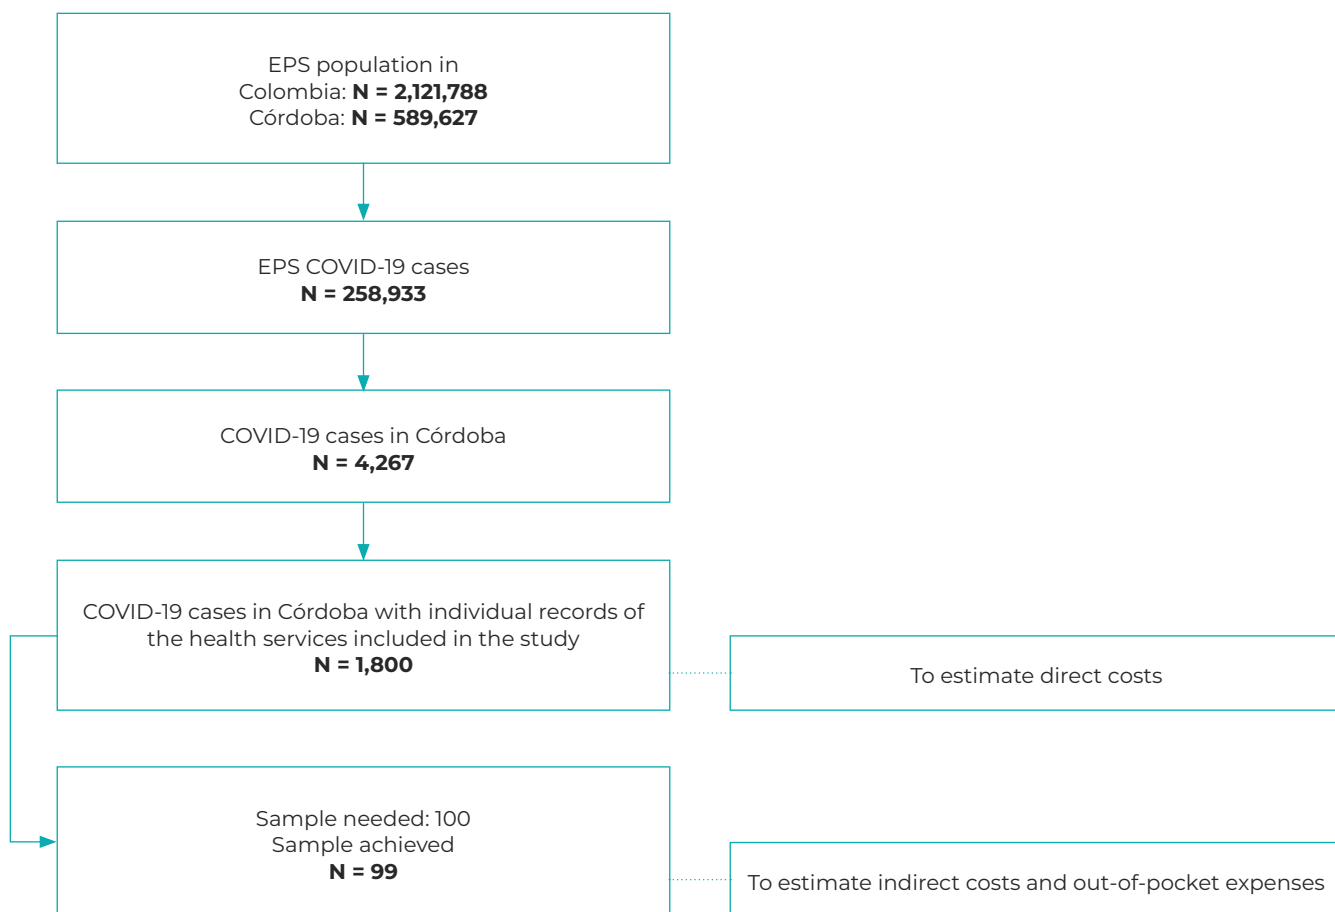 EPS population in
Colombia: N = 2,121,788
Córdoba: N = 589,627
EPS COVID-19 cases
N = 258,933
COVID-19 cases in Córdoba
N = 4,267
COVID-19 cases in Córdoba with individual records of
the health services included in the study
N = 1,800
To estimate direct costs
Sample needed: 100
Sample achieved
N = 99
To estimate indirect costs and out-of-pocket expenses